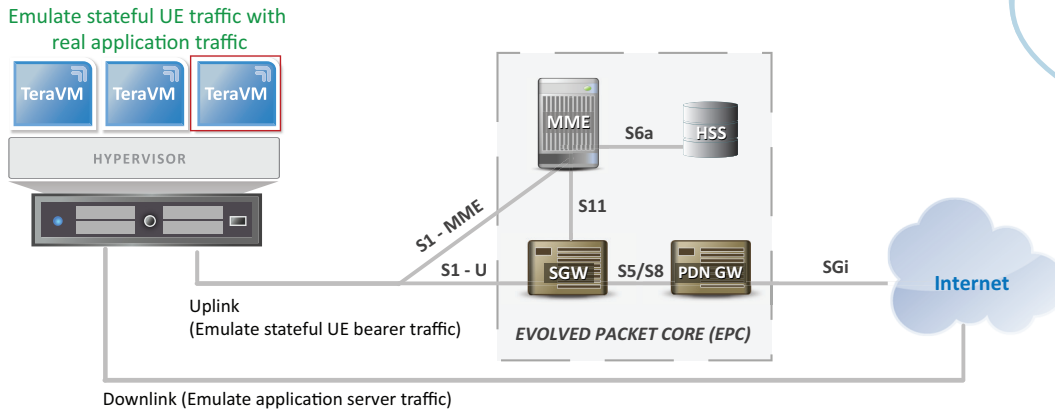 Emulate stateful UE traffic with
real application traffic
TeraVM
TeraVM
TeraVM
HYPERVISOR
MME
S6a
HSS
S1 - MME
S11
S1 - U
SGW
S5/S8
PDN GW
SGi
Internet
Uplink
(Emulate stateful UE bearer traffic)
EVOLVED PACKET CORE (EPC)
Downlink (Emulate application server traffic)